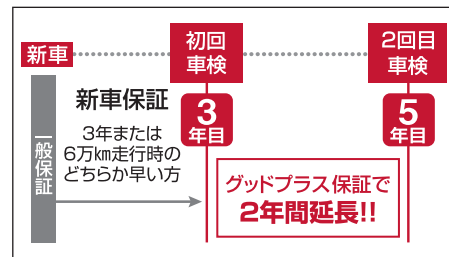 新車
初回
車検
2回目
車検
一般保証
新車保証
3年または
6万km走行時の
どちらか早い方
3
年目
5
年目
グッドプラス保証で
2年間延長!!